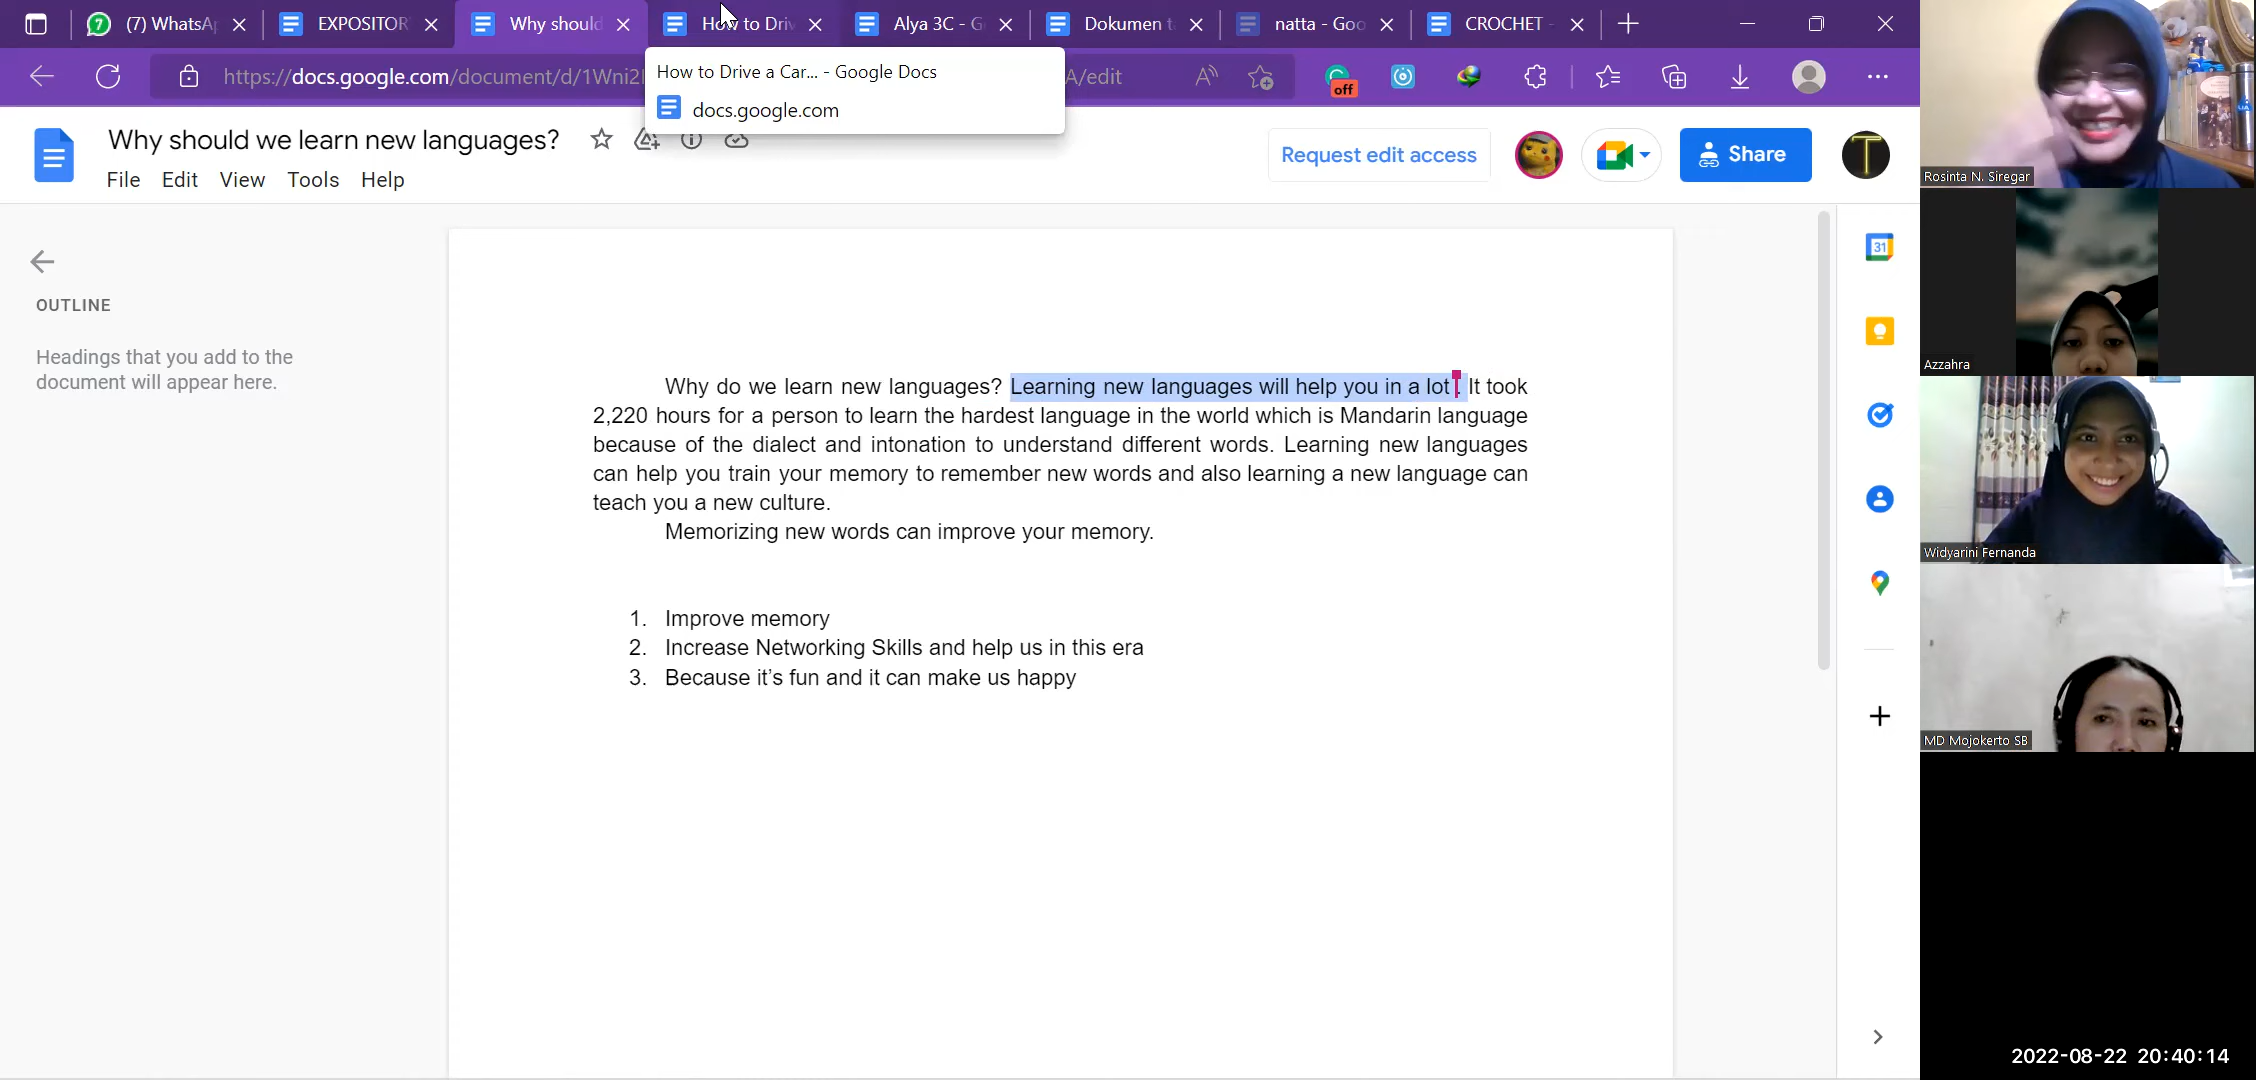 (7) WhatsA
EXPOSITOR
Why should
How to Driv
Alya 3C - G
Dokumen t
natta - Goo
CROCHET -
https://docs.google.com/document/d/1Wni2
A/edit
off
How to Drive a Car... - Google Docs
docs.google.com
Why should we learn new languages?
File Edit View Tools Help
Request edit access
Share
T
OUTLINE
Headings that you add to the
document will appear here.
Why do we learn new languages? Learning new languages will help you in a lot . It took
2,220 hours for a person to learn the hardest language in the world which is Mandarin language
because of the dialect and intonation to understand different words. Learning new languages
can help you train your memory to remember new words and also learning a new language can
teach you a new culture.
Memorizing new words can improve your memory.
1. Improve memory
2. Increase Networking Skills and help us in this era
3. Because it's fun and it can make us happy
31
Rosinta N. Siregar
Azzahra
Widyarini Fernanda
MD Mojokerto SB
2022-08-22 20:40:14